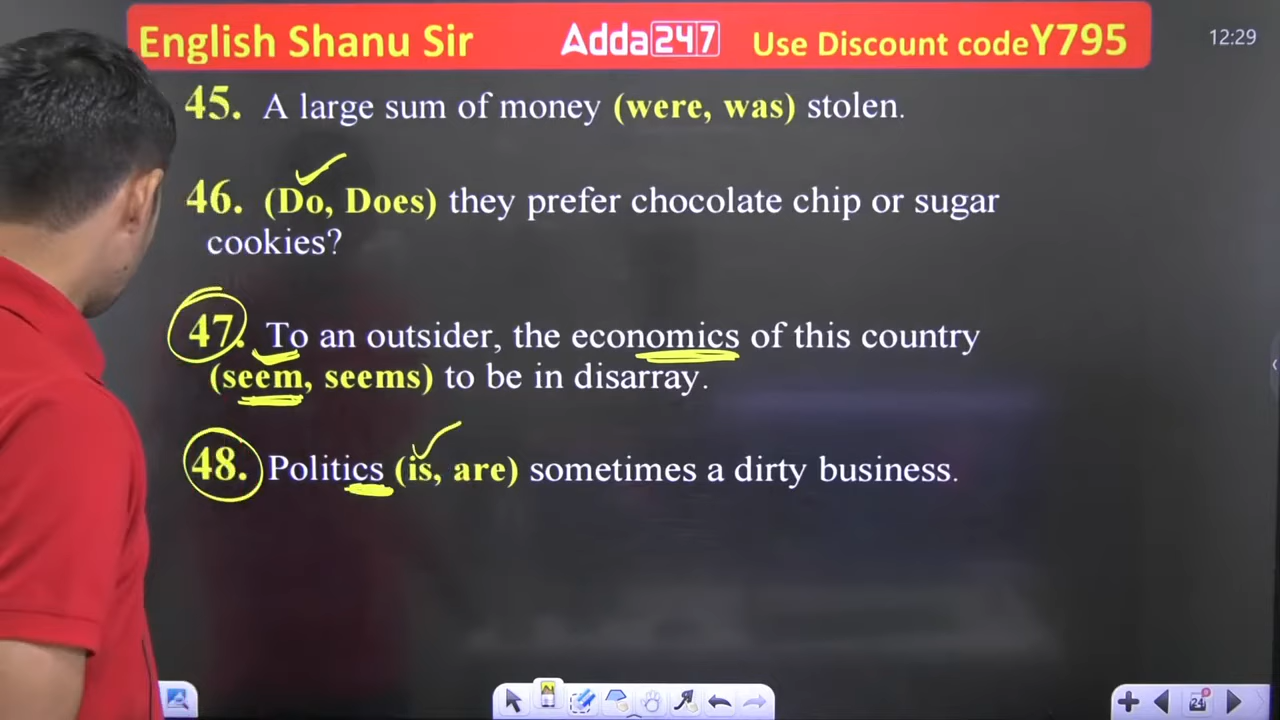 English Shanu Sir Adda247 Use Discount code Y795 12:29
45. A large sum of money (were, was) stolen.
46. (Do, Does) they prefer chocolate chip or sugar
cookies?
47. To an outsider, the economics of this country
(seem, seems) to be in disarray.
48. Politics (is, are) sometimes a dirty business.
24